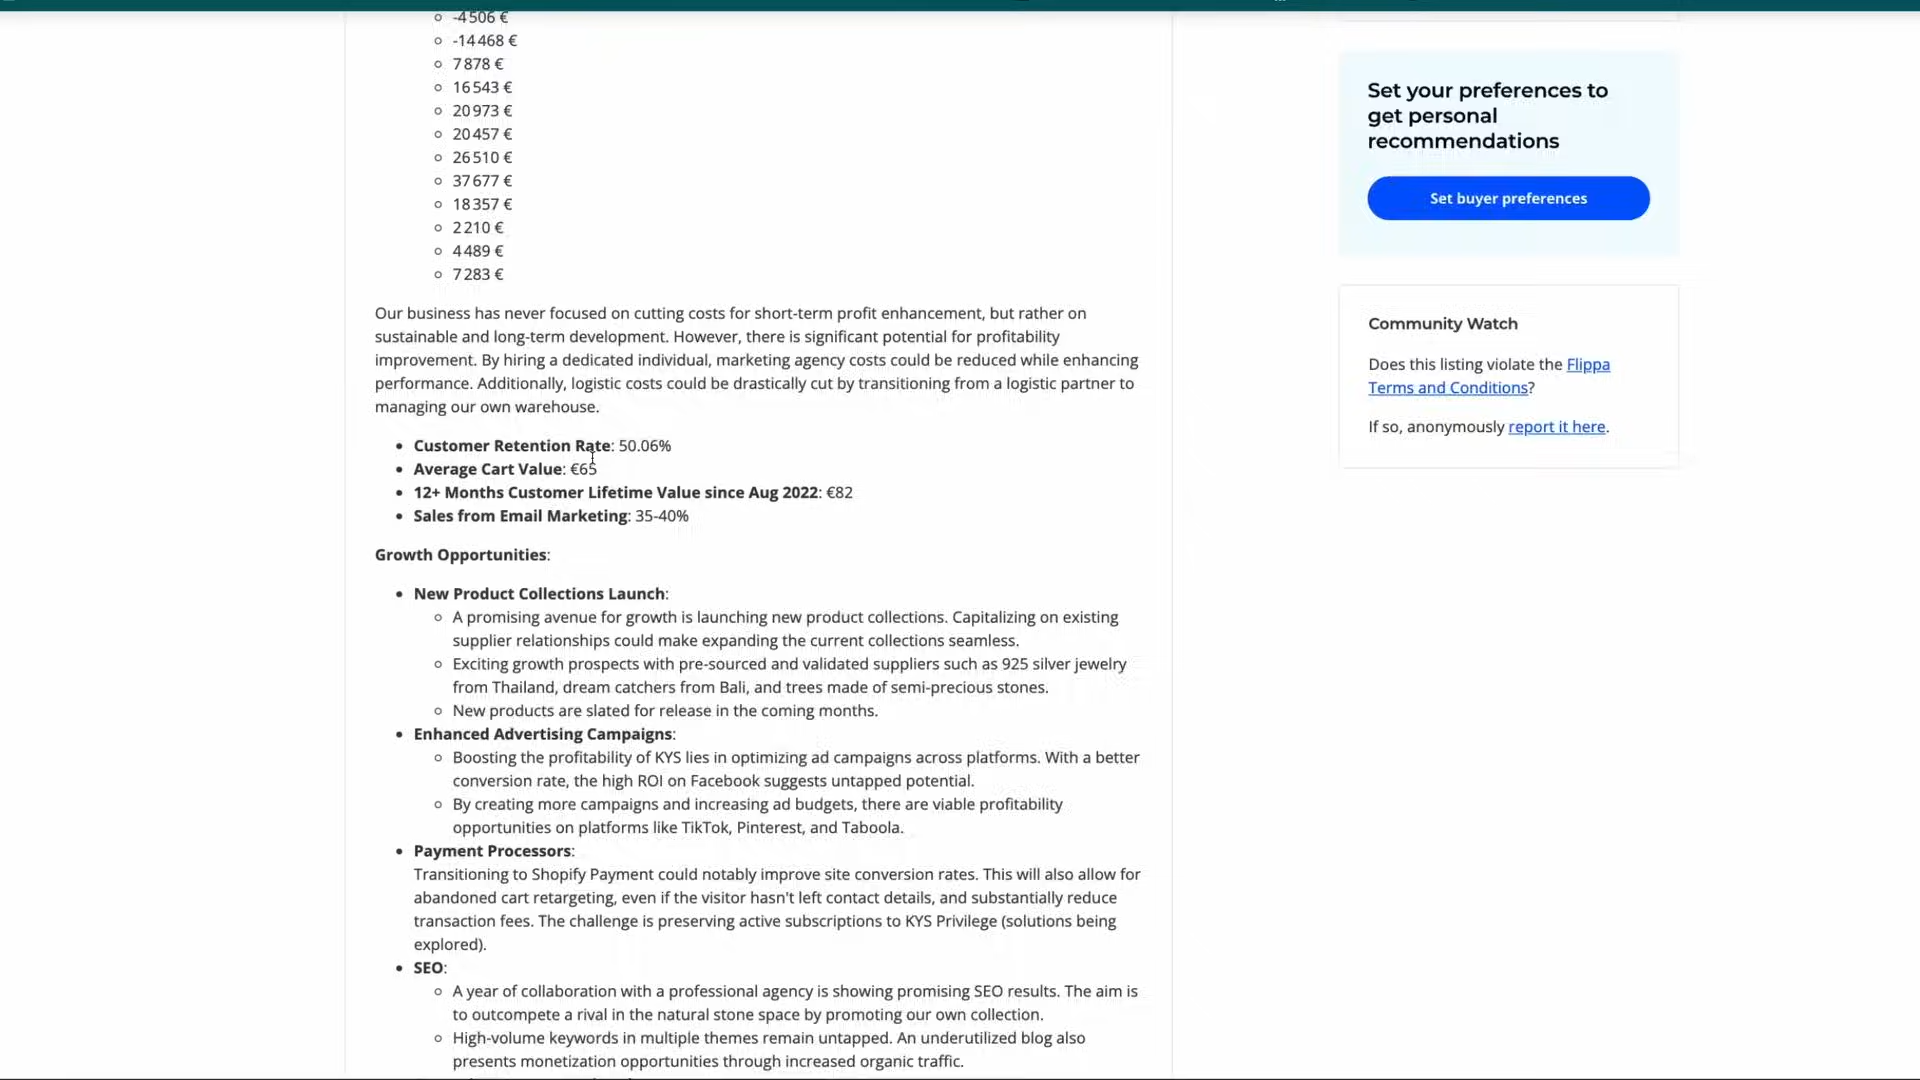 -4 506 €
-14 468 €
7 878 €
16 543 €
20 973 €
20 457 €
26 510 €
37 677 €
18 357 €
2 210 €
4 489 €
7 283 €
Our business has never focused on cutting costs for short-term profit enhancement, but rather on
sustainable and long-term development. However, there is significant potential for profitability
improvement. By hiring a dedicated individual, marketing agency costs could be reduced while enhancing
performance. Additionally, logistic costs could be drastically cut by transitioning from a logistic partner to
managing our own warehouse.
Customer Retention Rate: 50.06%
Average Cart Value: €65
12+ Months Customer Lifetime Value since Aug 2022: €82
Sales from Email Marketing: 35-40%
Growth Opportunities:
New Product Collections Launch:
A promising avenue for growth is launching new product collections. Capitalizing on existing
supplier relationships could make expanding the current collections seamless.
Exciting growth prospects with pre-sourced and validated suppliers such as 925 silver jewelry
from Thailand, dream catchers from Bali, and trees made of semi-precious stones.
New products are slated for release in the coming months.
Enhanced Advertising Campaigns:
Boosting the profitability of KYS lies in optimizing ad campaigns across platforms. With a better
conversion rate, the high ROI on Facebook suggests untapped potential.
By creating more campaigns and increasing ad budgets, there are viable profitability
opportunities on platforms like TikTok, Pinterest, and Taboola.
Payment Processors:
Transitioning to Shopify Payment could notably improve site conversion rates. This will also allow for
abandoned cart retargeting, even if the visitor hasn't left contact details, and substantially reduce
transaction fees. The challenge is preserving active subscriptions to KYS Privilege (solutions being
explored).
SEO:
A year of collaboration with a professional agency is showing promising SEO results. The aim is
to outcompete a rival in the natural stone space by promoting our own collection.
High-volume keywords in multiple themes remain untapped. An underutilized blog also
presents monetization opportunities through increased organic traffic.
Set your preferences to
get personal
recommendations
Set buyer preferences
Community Watch
Does this listing violate the Flippa
Terms and Conditions?
If so, anonymously report it here.